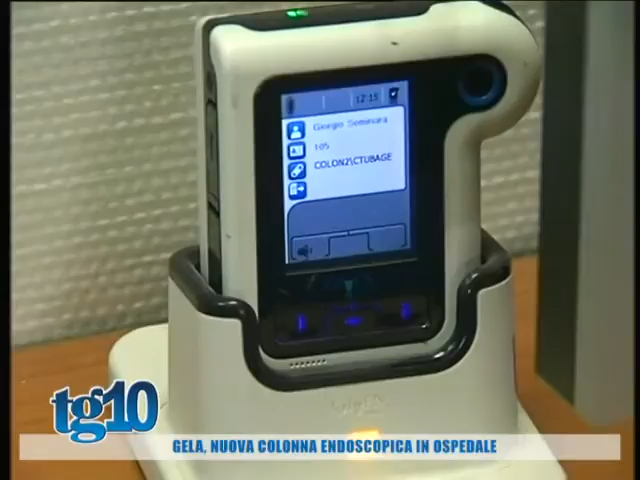 12:15
Giorgio Seminara
105
COLON2\CTUBAGE
tg10
GELA, NUOVA COLONNA ENDOSCOPICA IN OSPEDALE